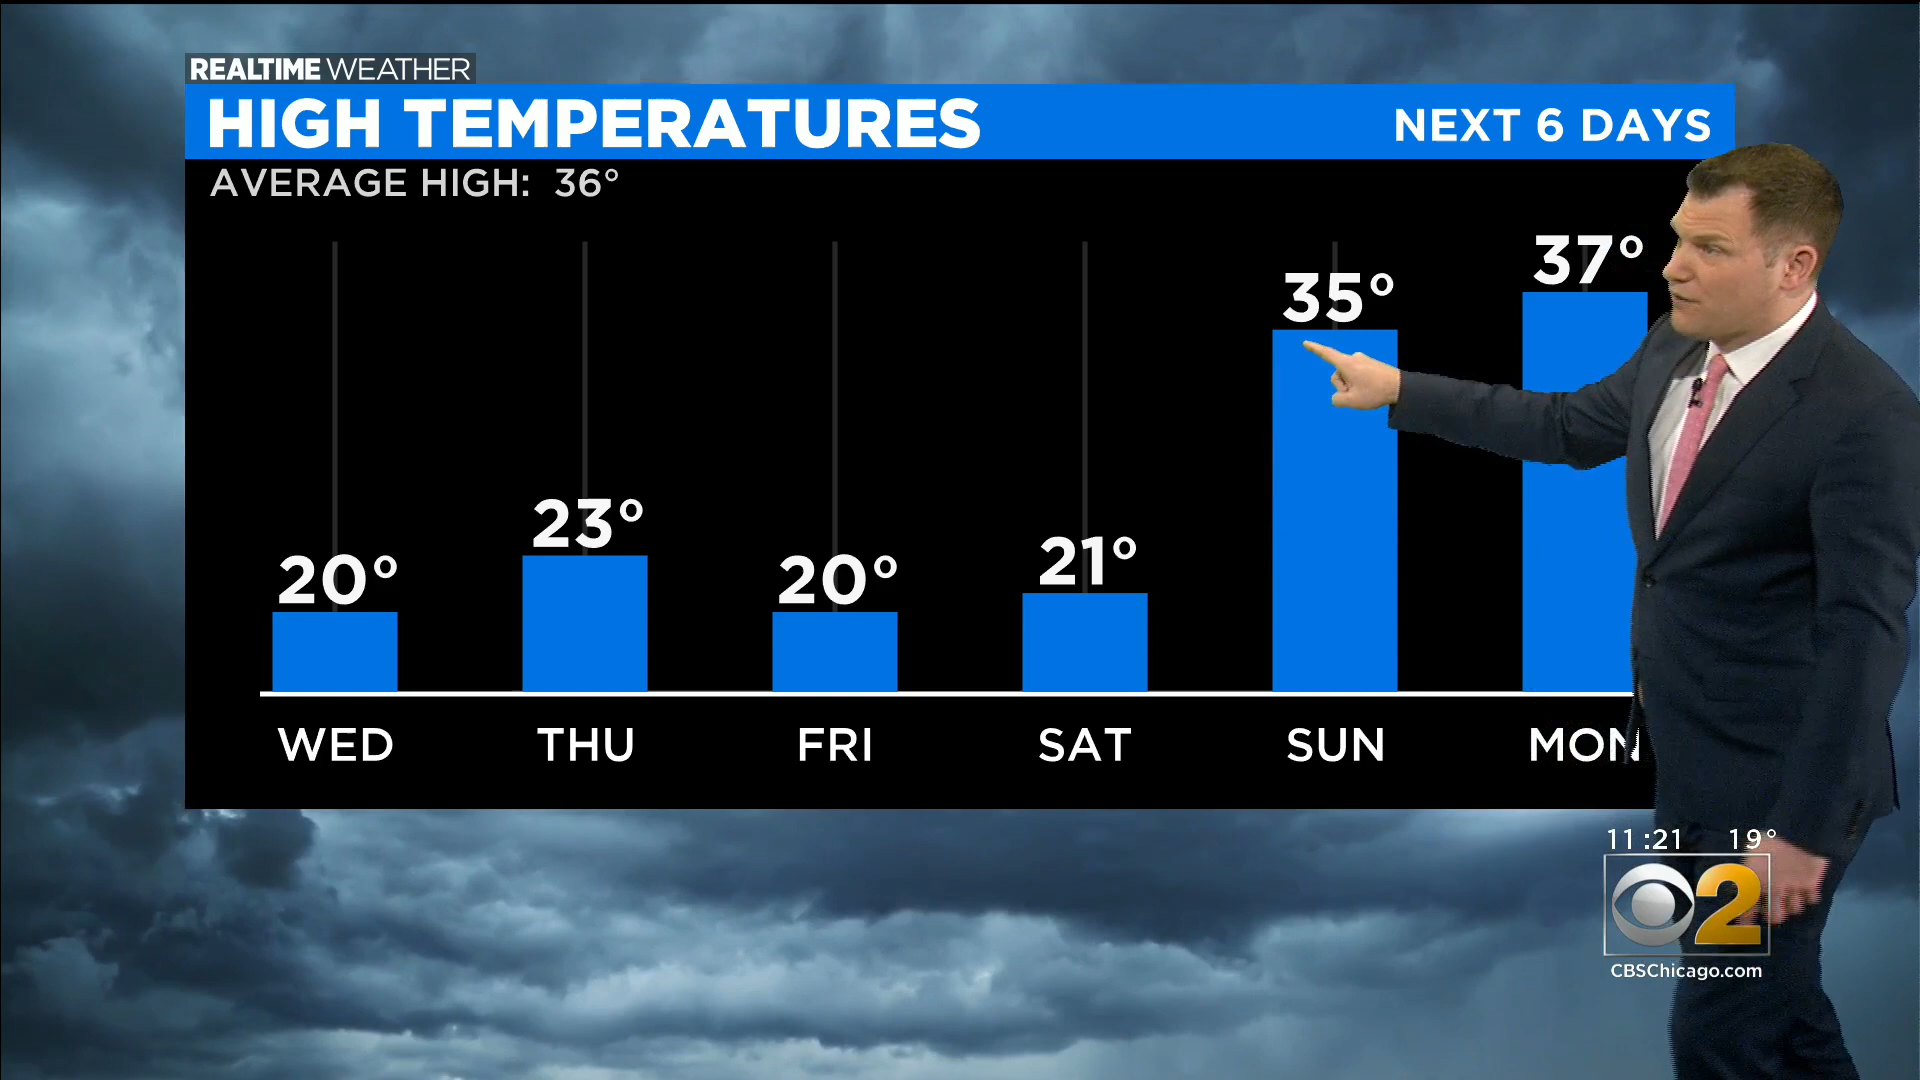 REALTIME WEATHER
HIGH TEMPERATURES
NEXT 6 DAYS
AVERAGE HIGH: 36°
20°
23°
20°
21°
35°
37°
WED
THU
FRI
SAT
SUN
MON
11:21 19°
2
CBSChicago.com